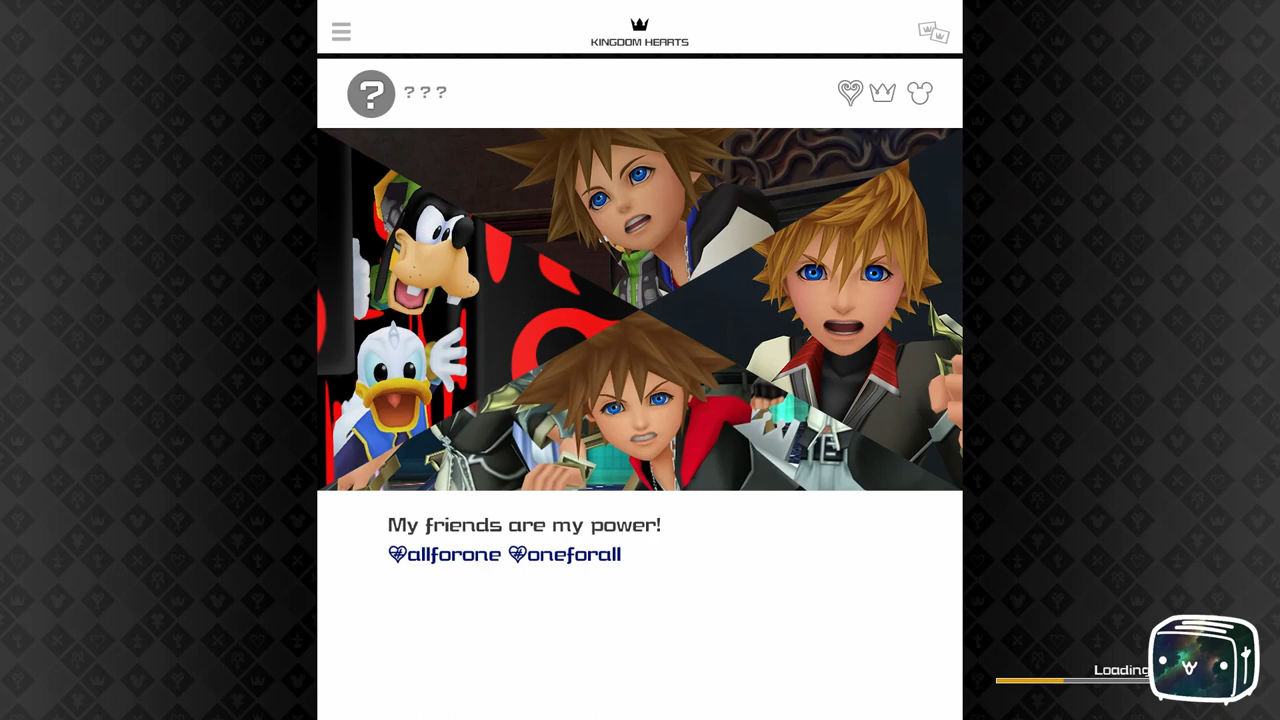 KINGDOM HEARTS
? ? ? ?
My friends are my power!
#allforone #oneforall
Loading